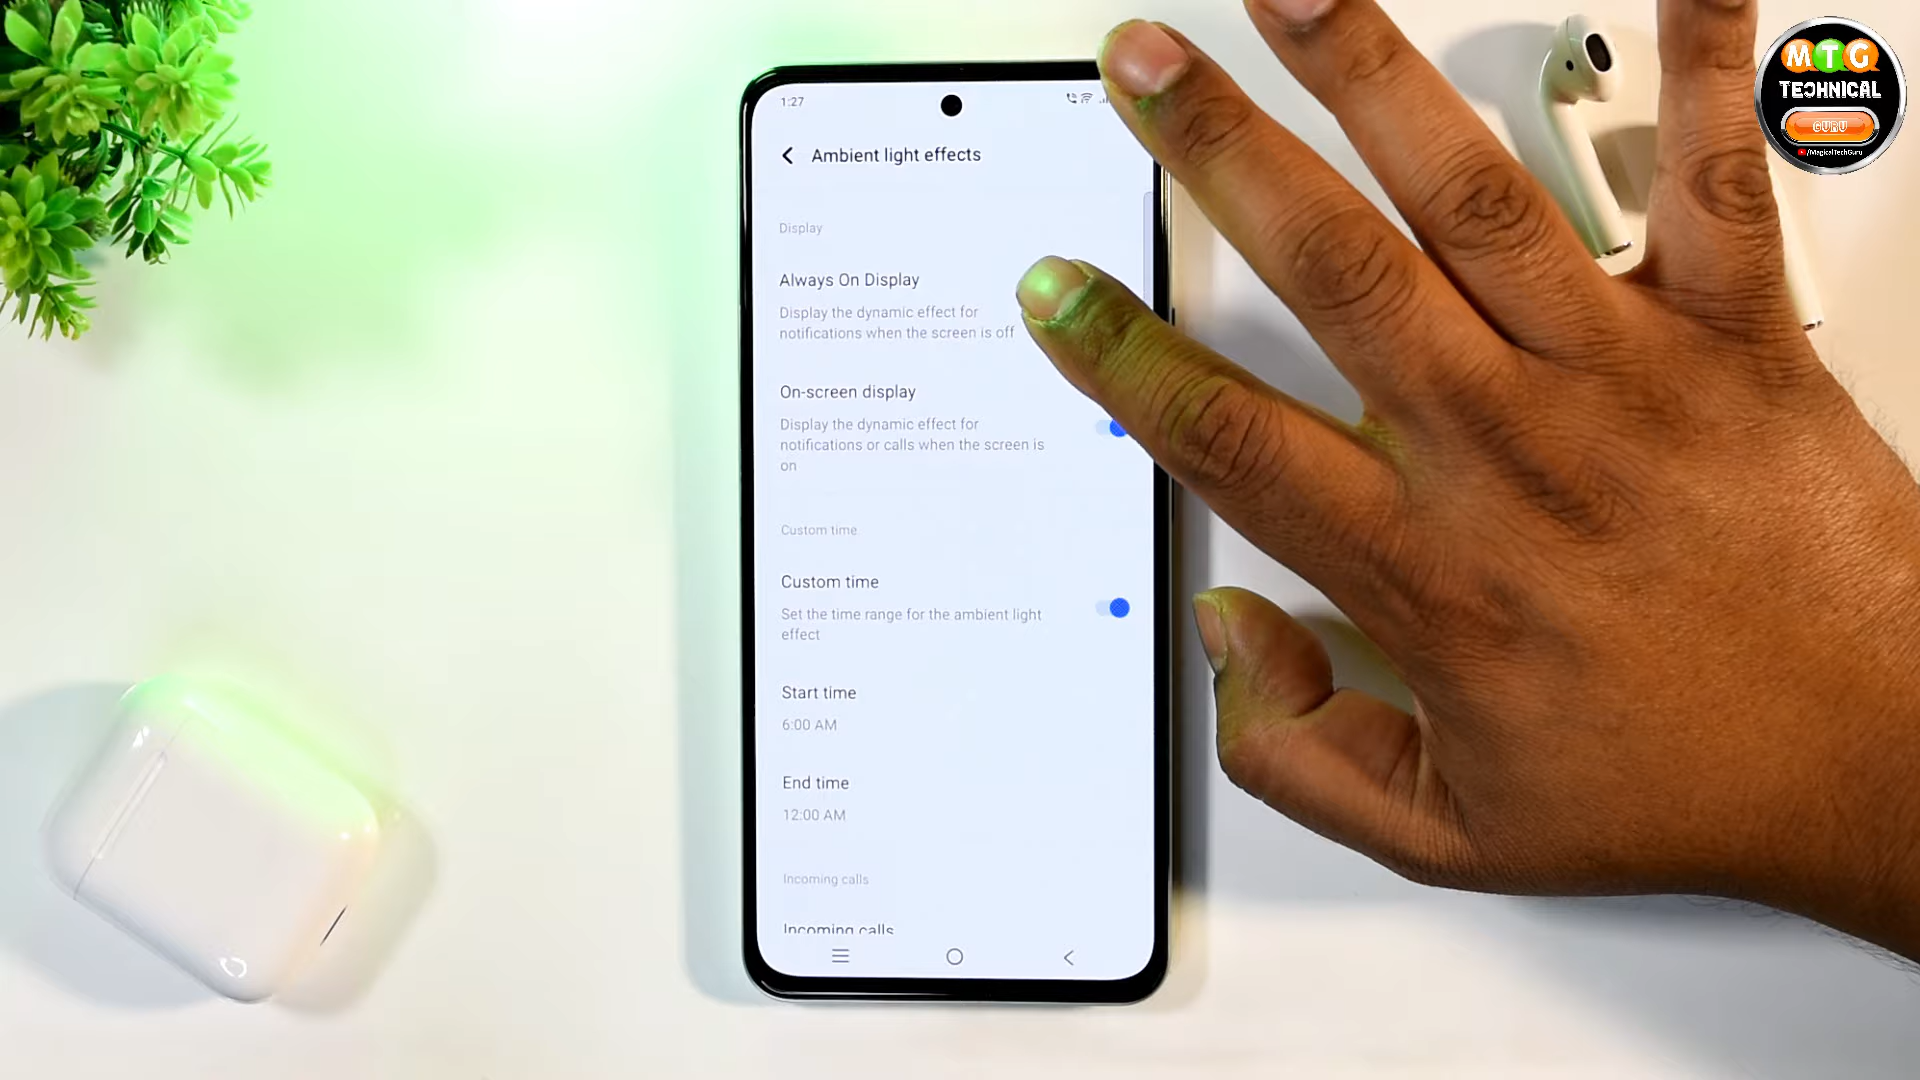 1:27
Ambient light effects
Display
Always On Display
Display the dynamic effect for
notifications when the screen is off
On-screen display
Display the dynamic effect for
notifications or calls when the screen is
on
Custom time
Custom time
Set the time range for the ambient light
effect
Start time
6:00 AM
End time
12:00 AM
Incoming calls
Incoming calls
MTG
TECHNICAL
GURU
/MagicalTechGuru